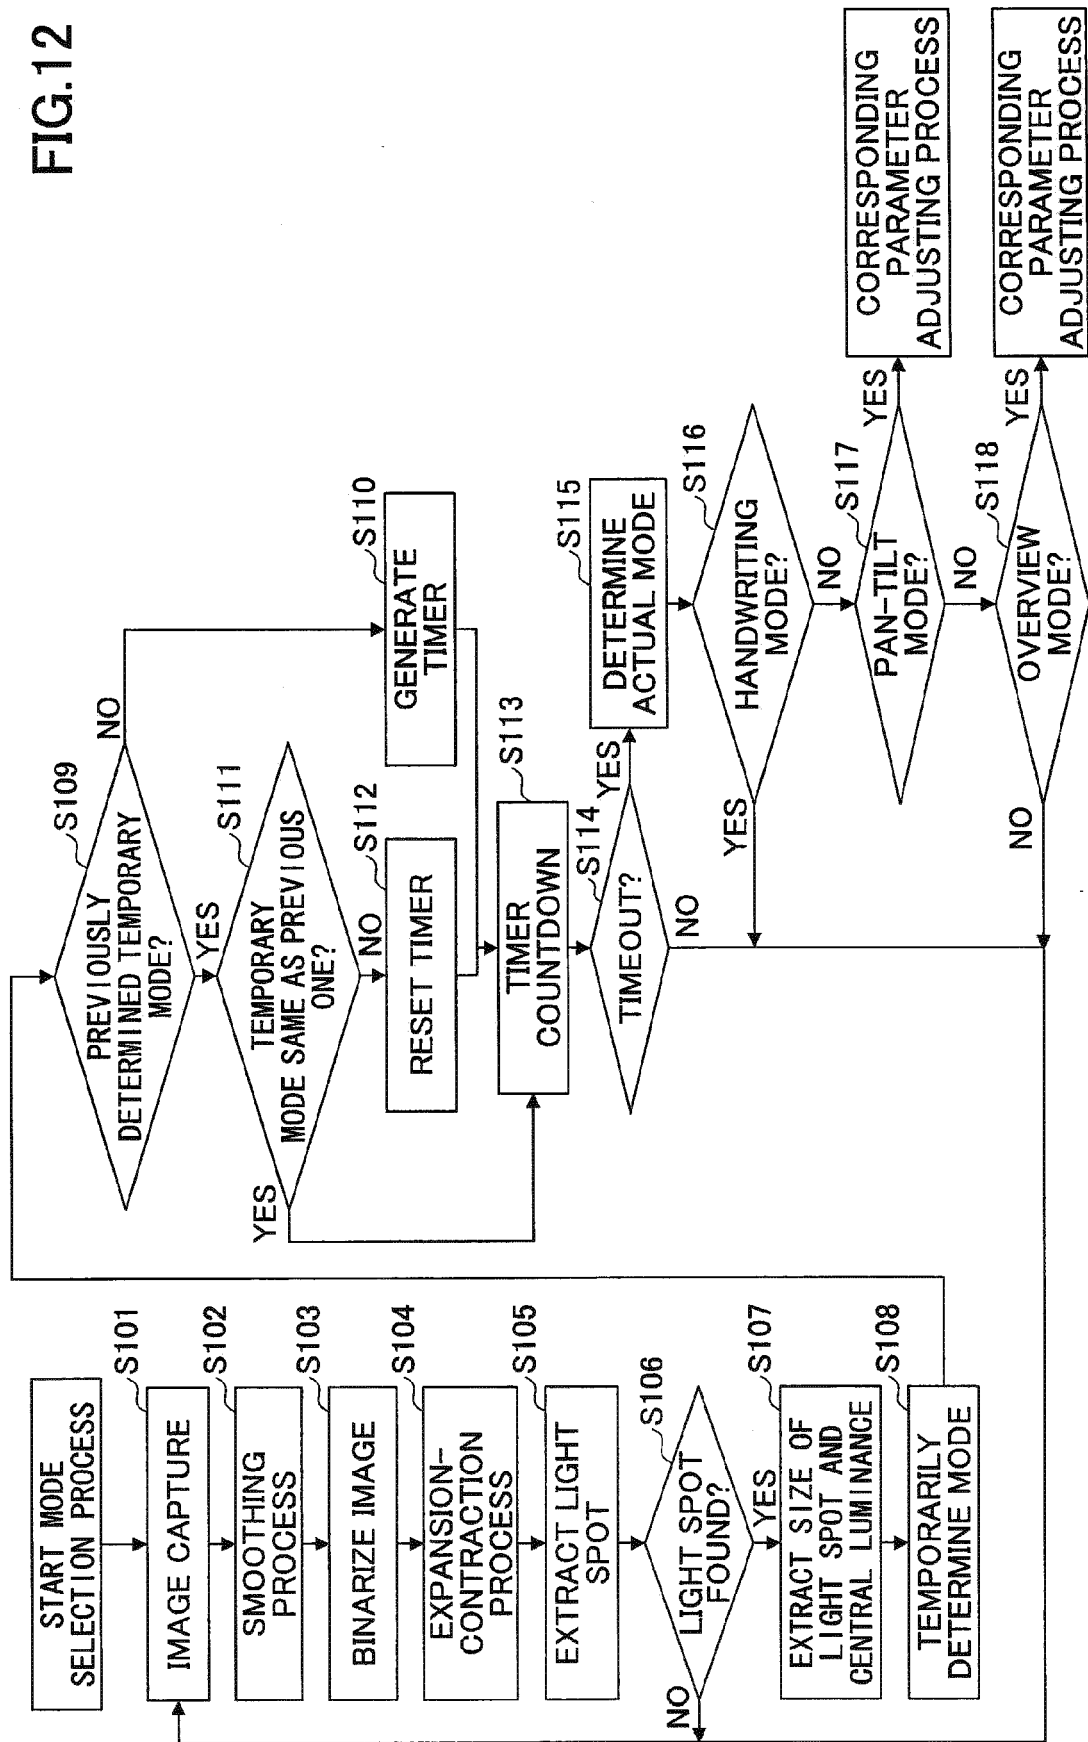 FIG.12
START MODE
SELECTION PROCESS
S101
IMAGE CAPTURE
S102
SMOOTHING
PROCESS
S103
BINARIZE IMAGE
S104
EXPANSION-
CONTRACTION
PROCESS
S105
EXTRACT LIGHT
SPOT
S106
LIGHT SPOT
FOUND?
NO
YES
S107
EXTRACT SIZE OF
LIGHT SPOT AND
CENTRAL LUMINANCE
S108
TEMPORARILY
DETERMINE MODE
S109
PREVIOUSLY
DETERMINED TEMPORARY
MODE?
NO
YES
S110
GENERATE
TIMER
S111
TEMPORARY
MODE SAME AS PREVIOUS
ONE?
YES
NO
S112
RESET TIMER
S113
TIMER
COUNTDOWN
S114
TIMEOUT?
YES
NO
S115
DETERMINE
ACTUAL MODE
S116
HANDWRITING
MODE?
YES
NO
S117
PAN-TILT
MODE?
YES
NO
CORRESPONDING
PARAMETER
ADJUSTING PROCESS
S118
OVERVIEW
MODE?
YES
NO
CORRESPONDING
PARAMETER
ADJUSTING PROCESS